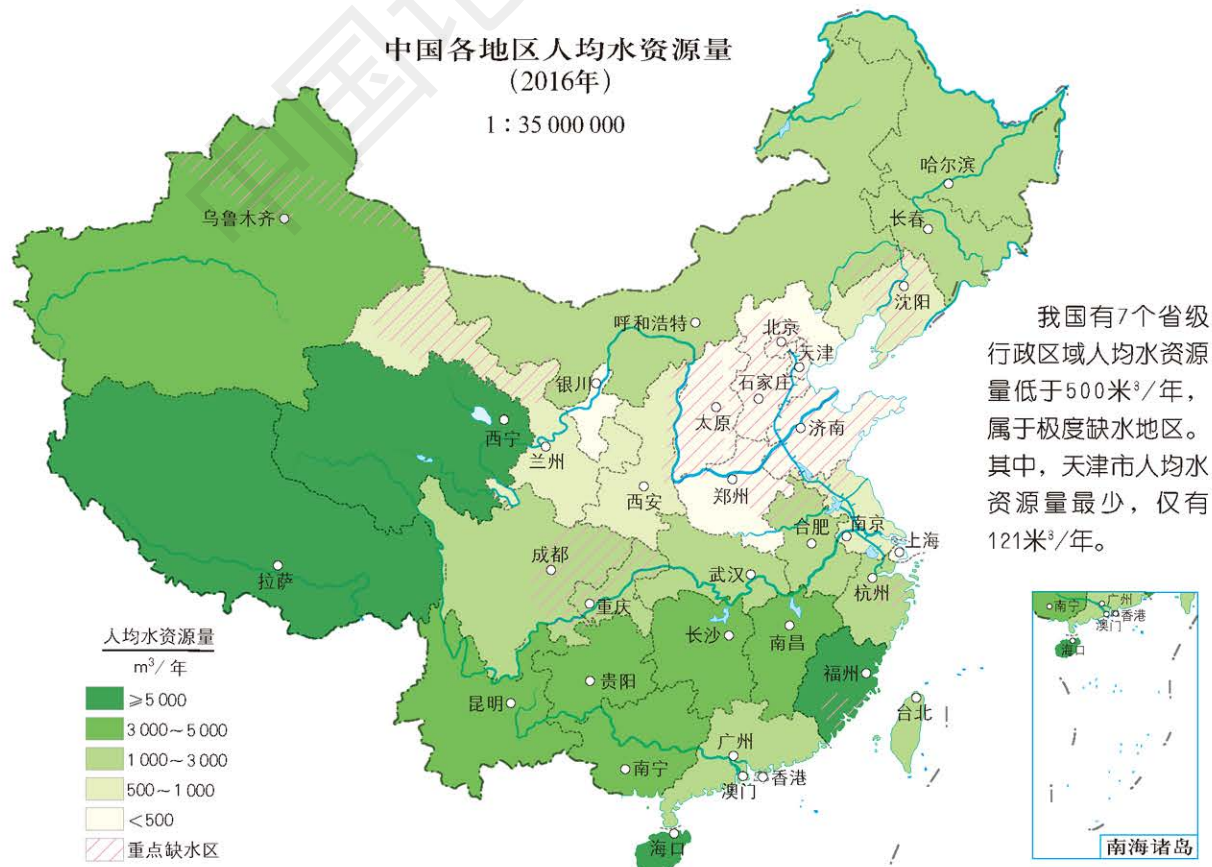 中国各地区人均水资源量
(2016年)
1：35 000 000
哈尔滨
长春
乌鲁木齐
沈阳
呼和浩特
北京
天津
银川
石家庄
太原
济南
西宁
兰州
郑州
西安
合肥
南京
上海
成都
武汉
杭州
拉萨
重庆
长沙
南昌
贵阳
福州
昆明
台北
广州
南宁
香港
澳门
海口
我国有7个省级
行政区域人均水资源
量低于500米³/年，
属于极度缺水地区。
其中，天津市人均水
资源量最少，仅有
121米³/年。
人均水资源量
m³/年
≥5 000
3 000～5 000
1 000～3 000
500～1 000
<500
重点缺水区
南宁
广州
香港
澳门
海口
南海诸岛